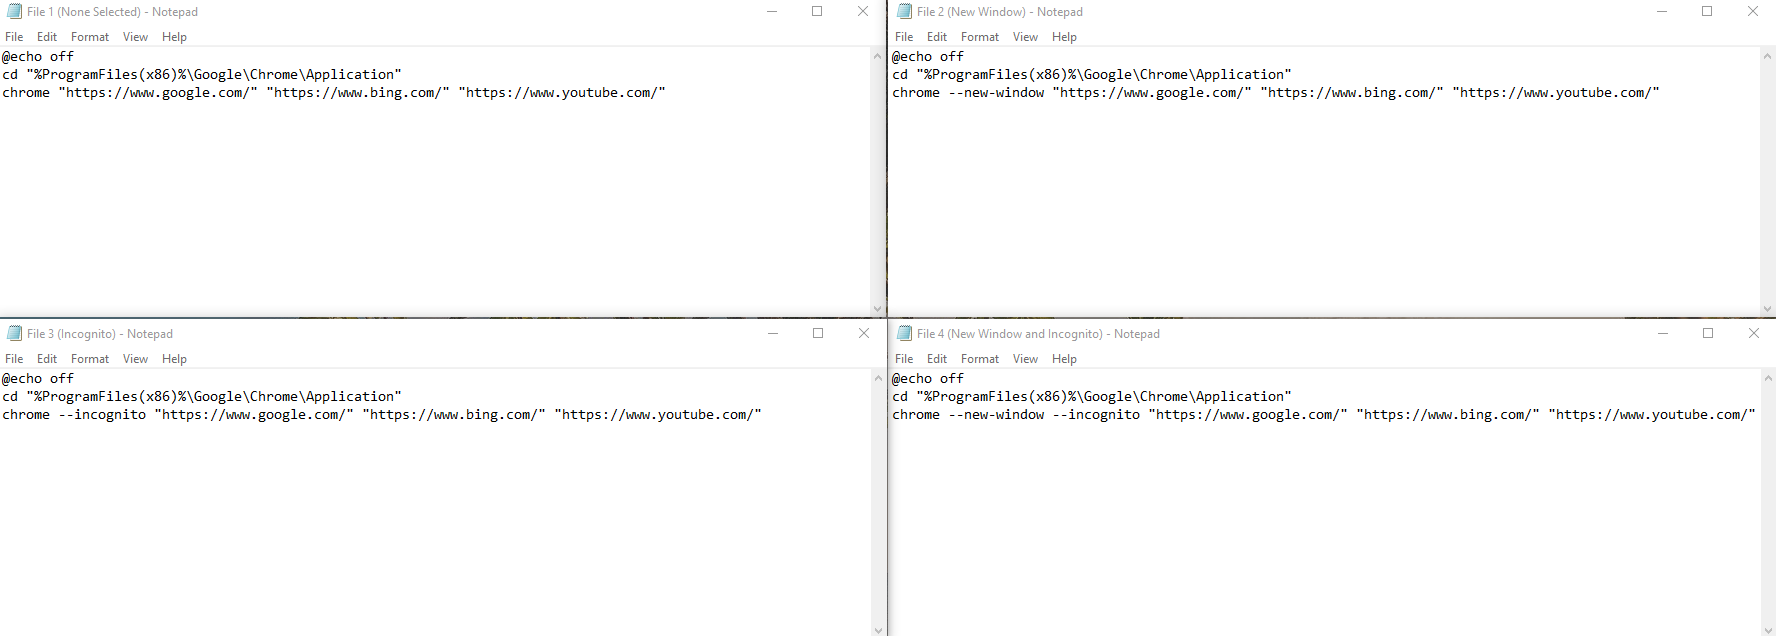 File 1 (None Selected) - Notepad
File Edit Format View Help
@echo off
cd "%ProgramFiles(x86)%\Google\Chrome\Application"
chrome "https://www.google.com/" "https://www.bing.com/" "https://www.youtube.com/"
File 2 (New Window) - Notepad
File Edit Format View Help
@echo off
cd "%ProgramFiles(x86)%\Google\Chrome\Application"
chrome --new-window "https://www.google.com/" "https://www.bing.com/" "https://www.youtube.com/"
File 3 (Incognito) - Notepad
File Edit Format View Help
@echo off
cd "%ProgramFiles(x86)%\Google\Chrome\Application"
chrome --incognito "https://www.google.com/" "https://www.bing.com/" "https://www.youtube.com/"
File 4 (New Window and Incognito) - Notepad
File Edit Format View Help
@echo off
cd "%ProgramFiles(x86)%\Google\Chrome\Application"
chrome --new-window --incognito "https://www.google.com/" "https://www.bing.com/" "https://www.youtube.com/"